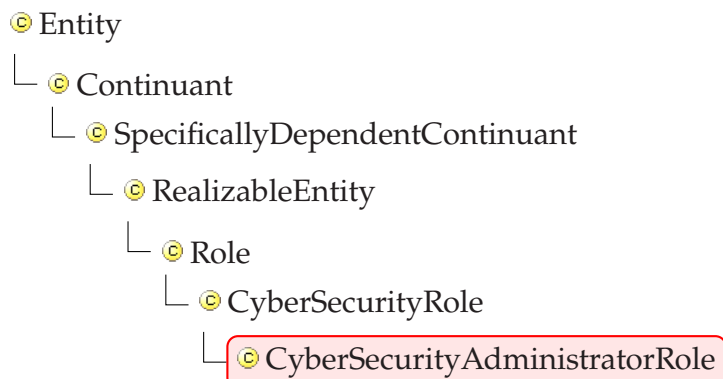 © Entity
© Continuant
© SpecificallyDependentContinuant
© RealizableEntity
© Role
© CyberSecurityRole
© CyberSecurityAdministratorRole